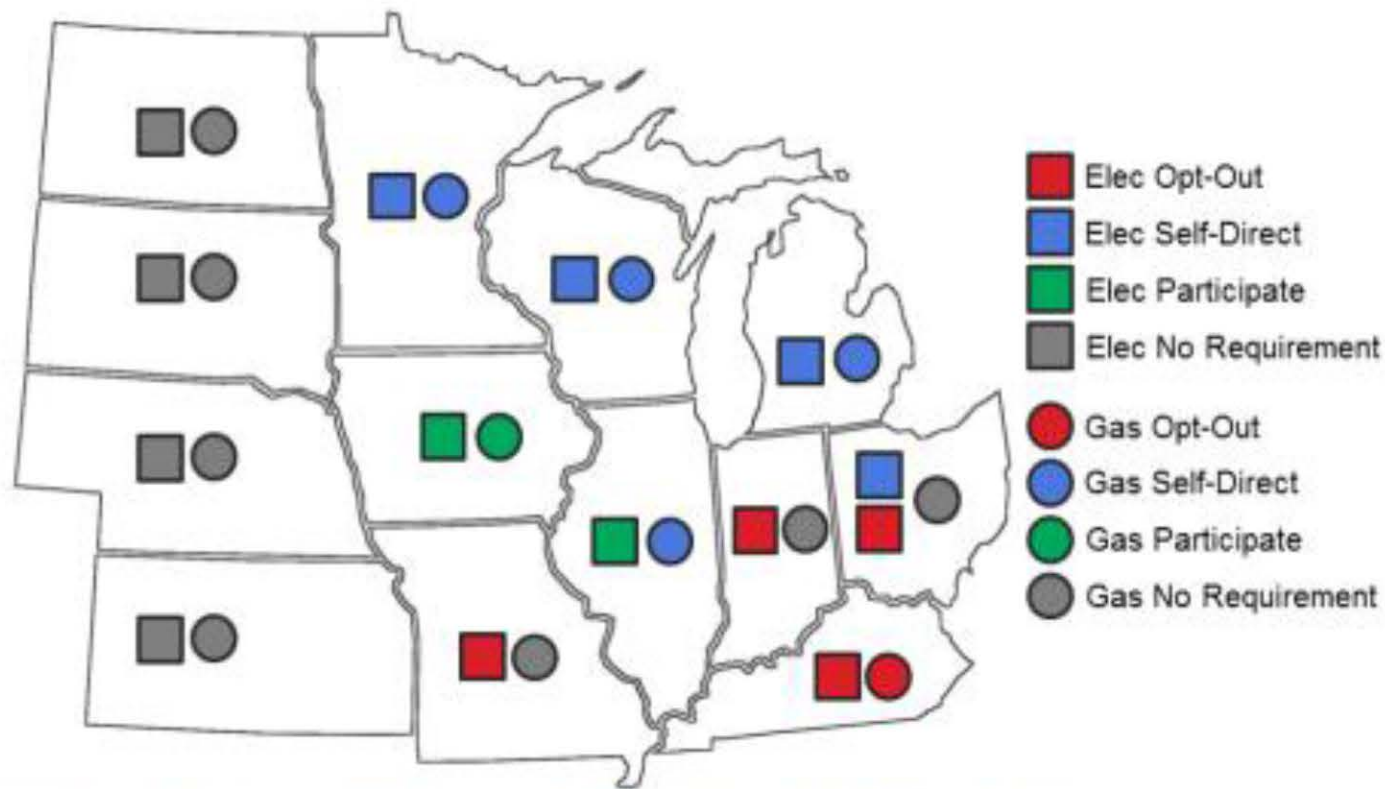 Elec Opt-Out
Elec Self-Direct
Elec Participate
Elec No Requirement
Gas Opt-Out
Gas Self-Direct
Gas Participate
Gas No Requirement